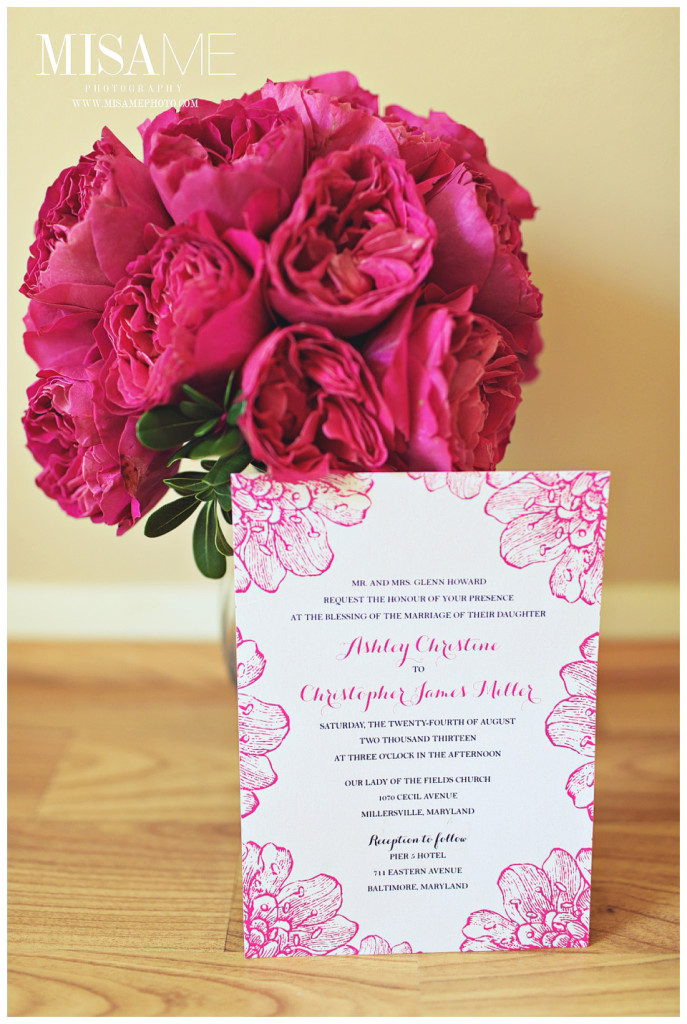 MISAME
PHOTOGRAPHY
WWW.MISAMEPHOTO.COM
MR. AND MRS. GLENN HOWARD
REQUEST THE HONOUR OF YOUR PRESENCE
AT THE BLESSING OF THE MARRIAGE OF THEIR DAUGHTER
Ashley Christine
TO
Christopher James Miller
SATURDAY, THE TWENTY-FOURTH OF AUGUST
TWO THOUSAND THIRTEEN
AT THREE O'CLOCK IN THE AFTERNOON
OUR LADY OF THE FIELDS CHURCH
1070 CECIL AVENUE
MILLERSVILLE, MARYLAND
Reception to follow
PIER 5 HOTEL
711 EASTERN AVENUE
BALTIMORE, MARYLAND